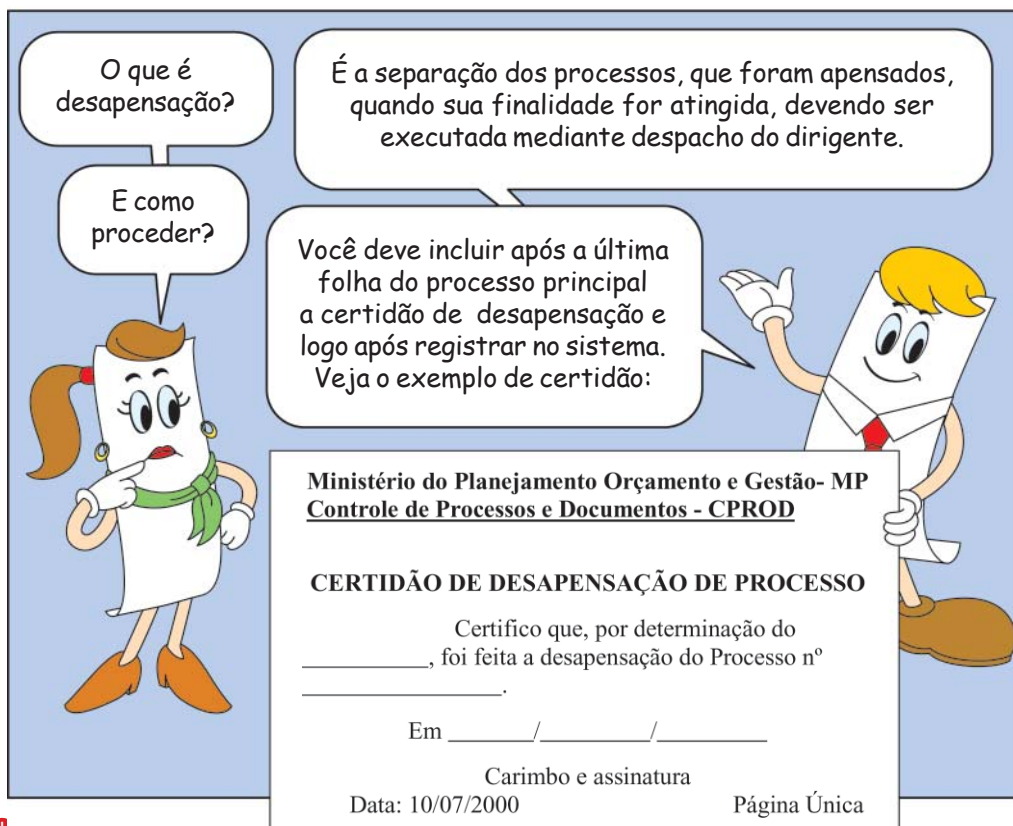 O que é
desapensação?
É a separação dos processos, que foram apensados,
quando sua finalidade for atingida, devendo ser
executada mediante despacho do dirigente.
E como
proceder?
Você deve incluir após a última
folha do processo principal
a certidão de desapensação e
logo após registrar no sistema.
Veja o exemplo de certidão:
Ministério do Planejamento Orçamento e Gestão- MP
Controle de Processos e Documentos - CPROD
CERTIDÃO DE DESAPENSAÇÃO DE PROCESSO
Certifico que, por determinação do
___________, foi feita a desapensação do Processo nº
_________________.
Em _______/_________/_________
Carimbo e assinatura
Data: 10/07/2000 Página Única